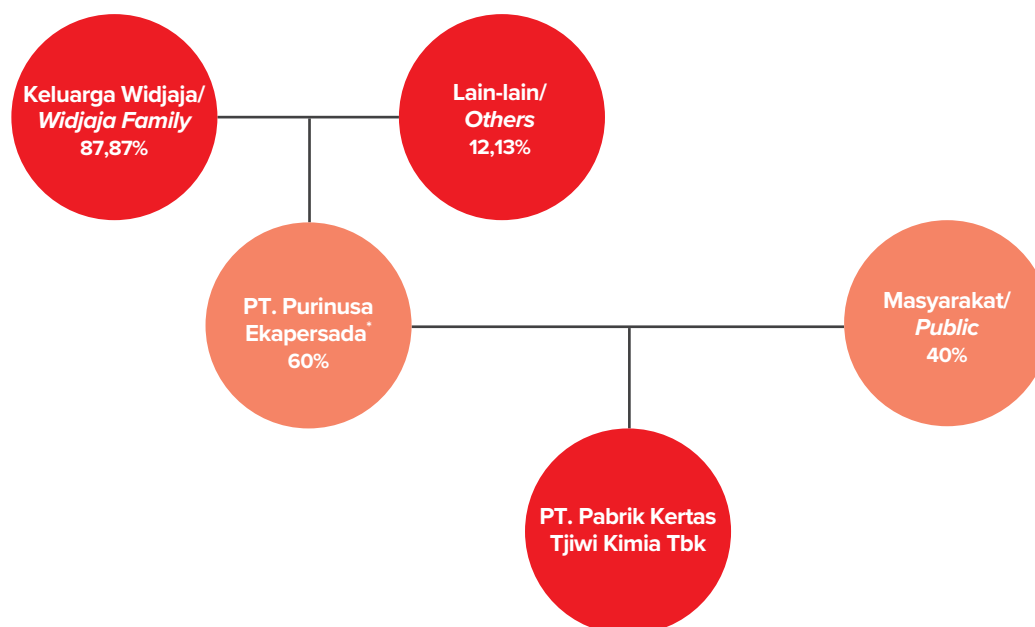 Keluarga Widjaja/
Widjaja Family
87,87%
Lain-lain/
Others
12,13%
PT. Purinusa
Ekapersada*
60%
Masyarakat/
Public
40%
PT. Pabrik Kertas
Tjiwi Kimia Tbk